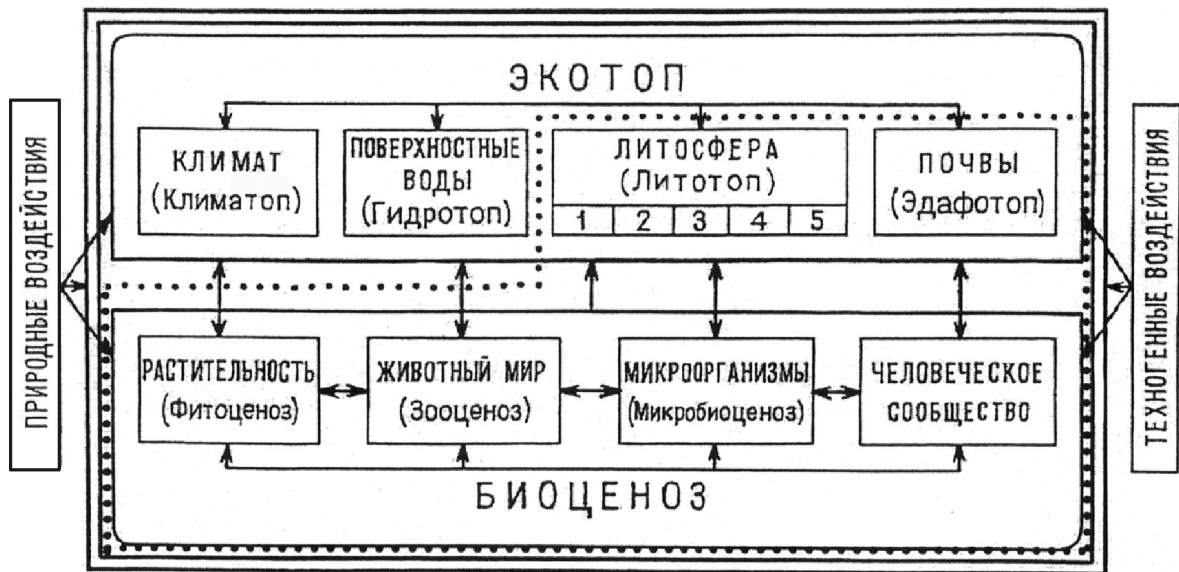 ЭКОТОП
ПРИРОДНЫЕ ВОЗДЕЙСТВИЯ
КЛИМАТ
(Климатоп)
ПОВЕРХНОСТНЫЕ
ВОДЫ
(Гидротоп)
ЛИТОСФЕРА
(Литотоп)
1 2 3 4 5
ПОЧВЫ
(Эдафотоп)
ТЕХНОГЕННЫЕ ВОЗДЕЙСТВИЯ
РАСТИТЕЛЬНОСТЬ
(Фитоценоз)
ЖИВОТНЫЙ МИР
(Зооценоз)
МИКРООРГАНИЗМЫ
(Микробиоценоз)
ЧЕЛОВЕЧЕСКОЕ
СООБЩЕСТВО
БИОЦЕНОЗ